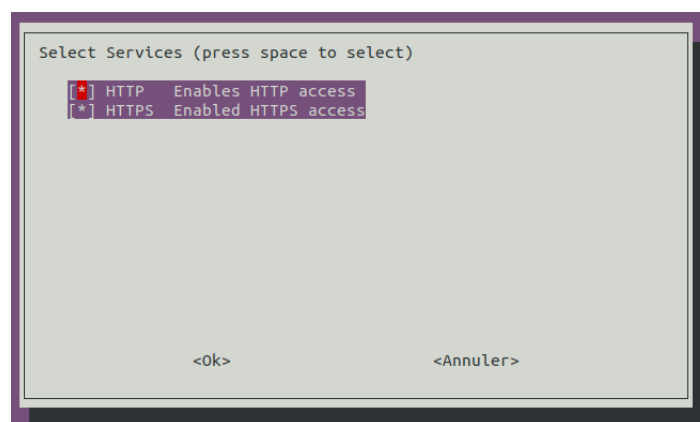 Select Services (press space to select)
[*] HTTP Enables HTTP access
[*] HTTPS Enabled HTTPS access
<Ok> <Annuler>